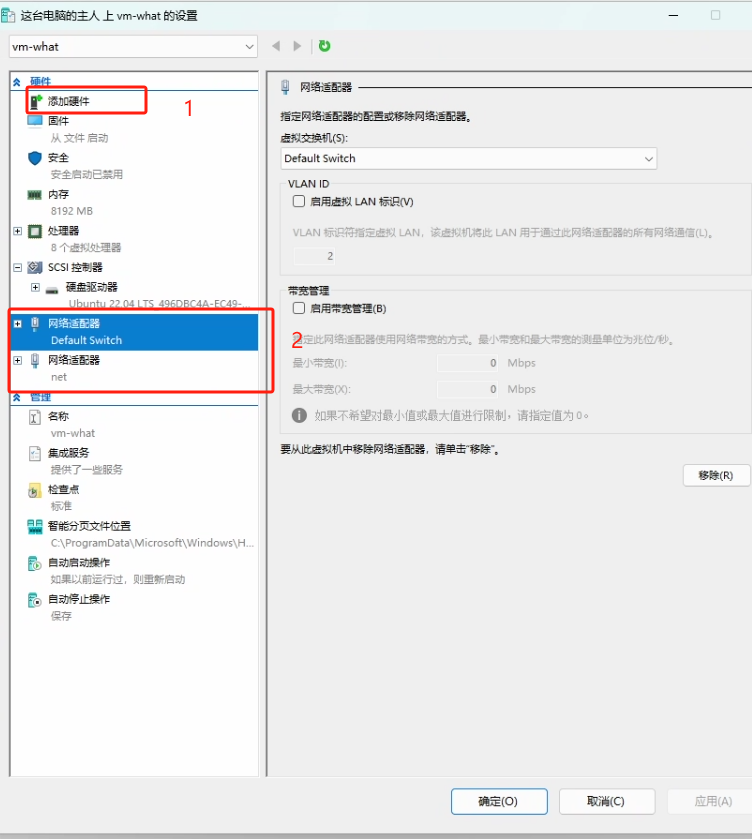 这台电脑的主人 上 vm-what 的设置
vm-what
硬件
添加硬件
1
固件
从 文件 启动
安全
安全启动已禁用
内存
8192 MB
处理器
8 个虚拟处理器
SCSI 控制器
硬盘驱动器
Ubuntu 22.04 LTS_496DBC4A-EC49-...
网络适配器
Default Switch
网络适配器
net
2
管理
名称
vm-what
集成服务
提供了一些服务
检查点
标准
智能分页文件位置
C:\ProgramData\Microsoft\Windows\H...
自动启动操作
如果以前运行过，则重新启动
自动停止操作
保存
网络适配器
指定网络适配器的配置或移除网络适配器。
虚拟交换机(S):
Default Switch
VLAN ID
启用虚拟 LAN 标识(V)
VLAN 标识符指定虚拟 LAN，该虚拟机将此 LAN 用于通过此网络适配器的所有网络通信(L)。
2
带宽管理
启用带宽管理(B)
指定此网络适配器使用网络带宽的方式。最小带宽和最大带宽的测量单位为兆位/秒。
最小带宽(I): 0 Mbps
最大带宽(X): 0 Mbps
如果不希望对最小值或最大值进行限制，请指定值为 0。
要从此虚拟机中移除网络适配器，请单击“移除”。
移除(R)
确定(O) 取消(C) 应用(A)